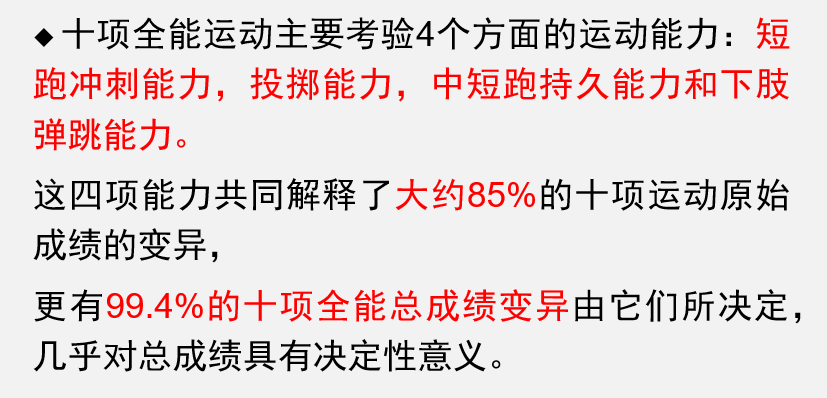 ◆ 十项全能运动主要考验4个方面的运动能力：短
跑冲刺能力，投掷能力，中短跑持久能力和下肢
弹跳能力。
这四项能力共同解释了大约85%的十项运动原始
成绩的变异，
更有99.4%的十项全能总成绩变异由它们所决定，
几乎对总成绩具有决定性意义。